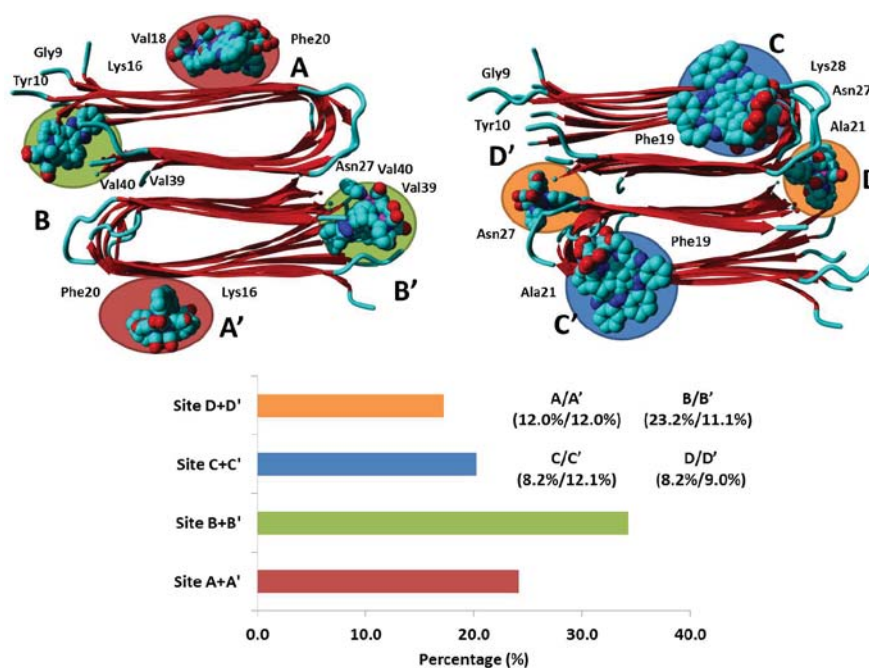 Val18
Phe20
Gly9
Lys16
A
Tyr10
Val40
Val39
B
Asn27
Val40
Val39
B'
Phe20
Lys16
A'
C
Gly9
Lys28
Asn27
Tyr10
Ala21
Phe19
D'
D
Asn27
Phe19
Ala21
C'
Site D+D'
A/A’ B/B’
(12.0%/12.0%) (23.2%/11.1%)
Site C+C'
C/C’ D/D’
(8.2%/12.1%) (8.2%/9.0%)
Site B+B'
Site A+A'
0.0 10.0 20.0 30.0 40.0
Percentage (%)